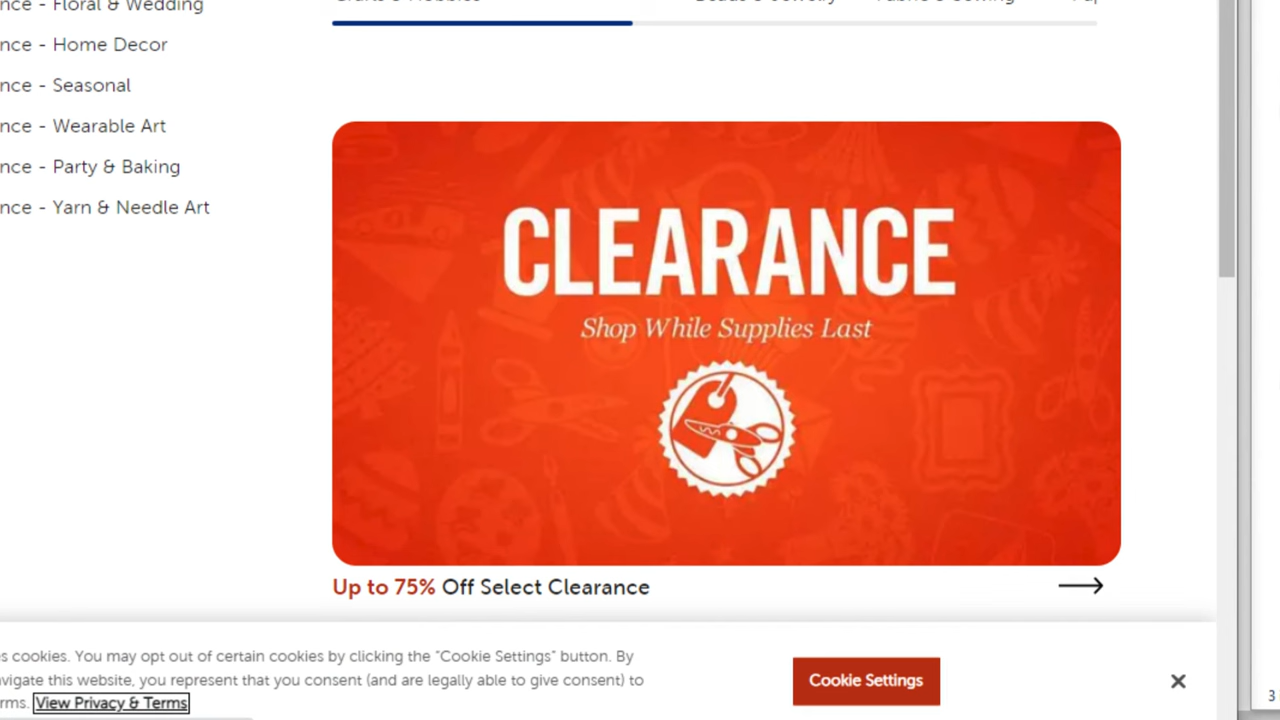 nce - Floral & Wedding
nce - Home Decor
nce - Seasonal
nce - Wearable Art
nce - Party & Baking
nce - Yarn & Needle Art
CLEARANCE
Shop While Supplies Last
Up to 75% Off Select Clearance
s cookies. You may opt out of certain cookies by clicking the "Cookie Settings" button. By
vigate this website, you represent that you consent (and are legally able to give consent) to
rms. View Privacy & Terms
Cookie Settings
3